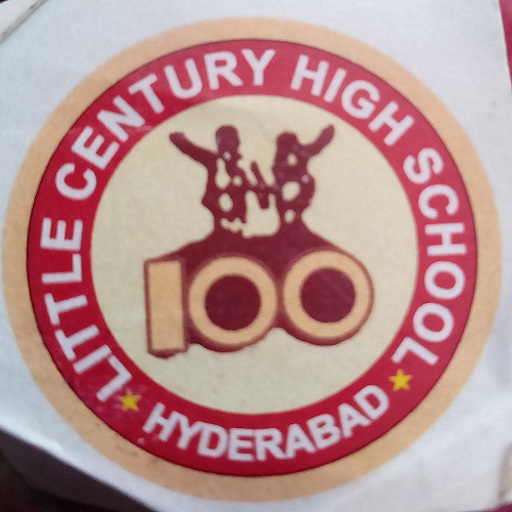 LITTLE CENTURY HIGH SCHOOL
100
HYDERABAD